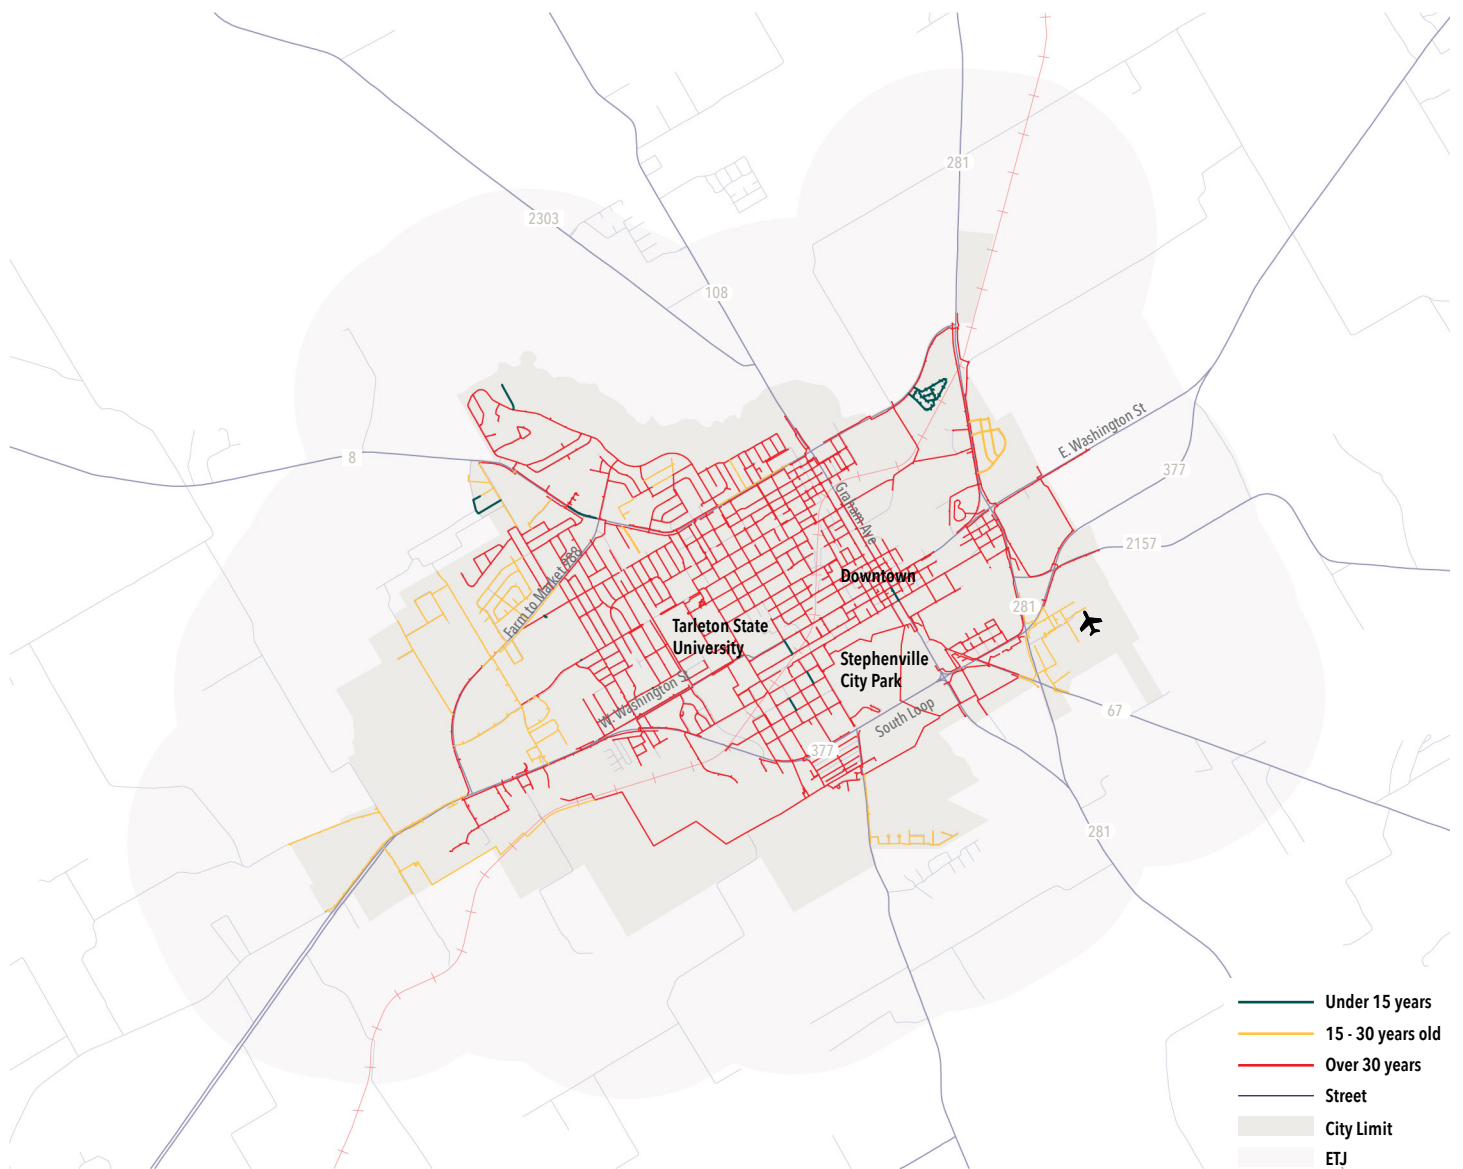 281
2303
108
E. Washington St
8
377
Graham Ave
2157
Downtown
Farm to Market 988
281
Tarleton State
University
Stephenville
City Park
W. Washington St
67
South Loop
377
281
Under 15 years
15 - 30 years old
Over 30 years
Street
City Limit
ETJ